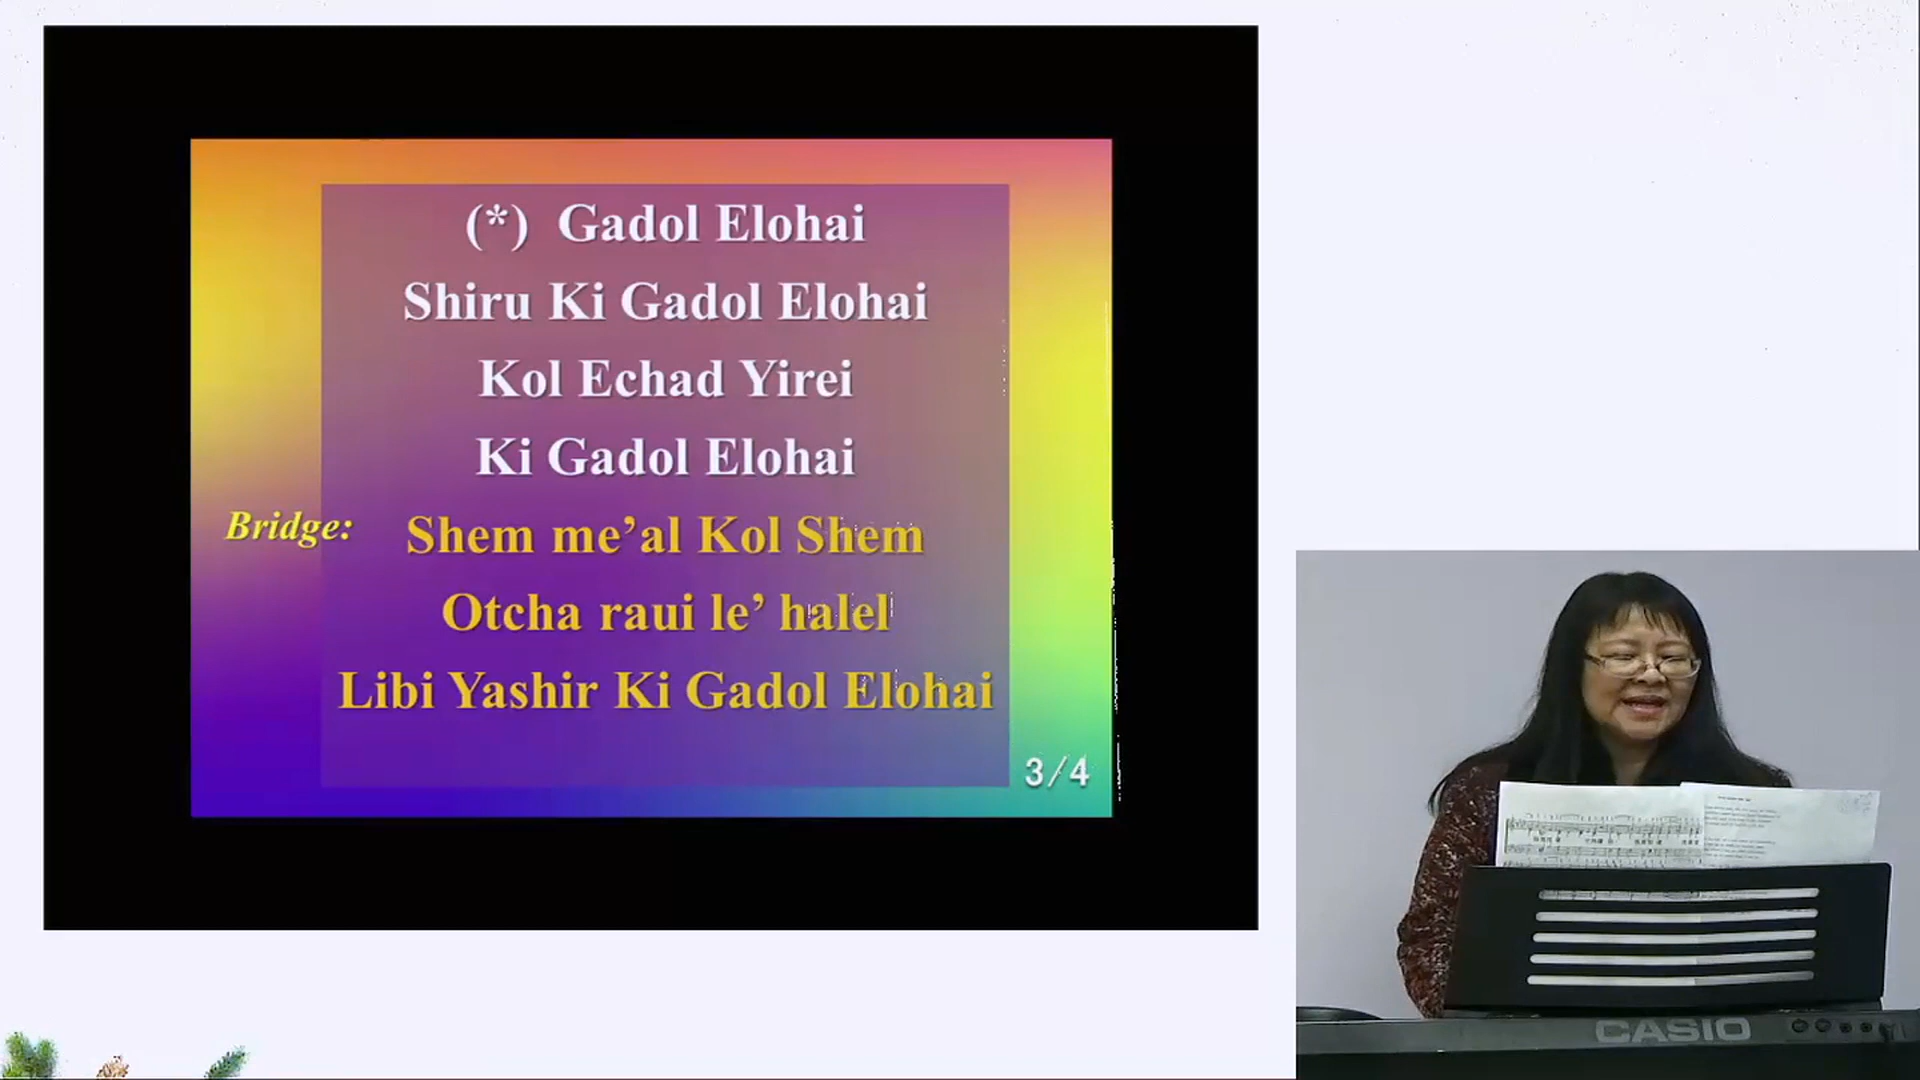 (*) Gadol Elohai
Shiru Ki Gadol Elohai
Kol Echad Yirei
Ki Gadol Elohai
Bridge: Shem me’al Kol Shem
Otcha raui le’ halel
Libi Yashir Ki Gadol Elohai
3/4
CASIO